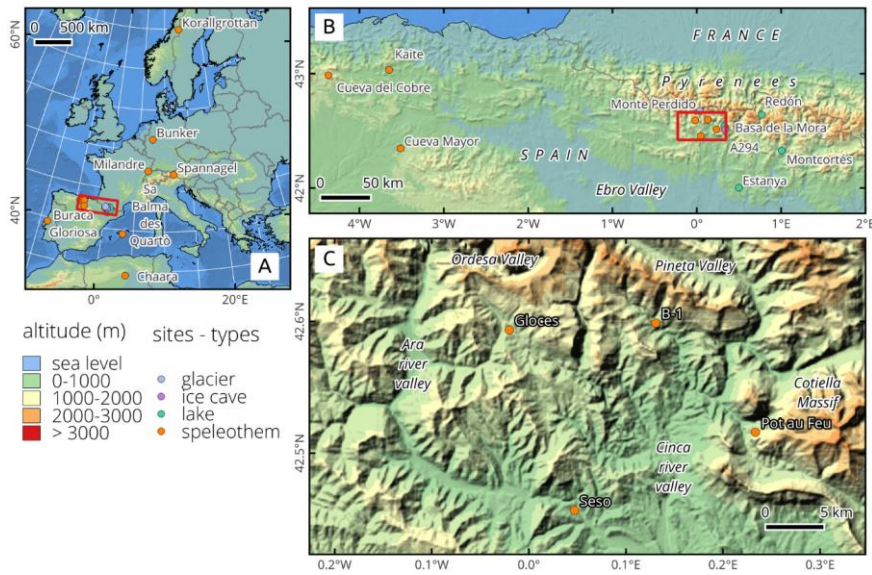 0 500 km
Korallgrottan
60°N
Bunker
Milandre
Spannagel
40°N
Sa
Balma
des
Quartó
Buraca
Gloriosa
A
Chaara
0°
20°E
altitude (m)
sea level
0-1000
1000-2000
2000-3000
> 3000
sites - types
glacier
ice cave
lake
speleothem
B
FRANCE
43°N
Kaite
Cueva del Cobre
Pyrenees
Monte Perdido
Redón
Cueva Mayor
Basa de la Mora
SPAIN
A294
Montcortés
42°N
Estanya
0 50 km
Ebro Valley
4°W
3°W
2°W
1°W
0°
1°E
2°E
C
Ordesa Valley
Pineta Valley
42.6°N
Gloces
B-1
Ara
river
valley
Cotiella
Massif
Pot au Feu
42.5°N
Cinca
river
valley
Seso
0 5 km
0.2°W
0.1°W
0.0°
0.1°E
0.2°E
0.3°E